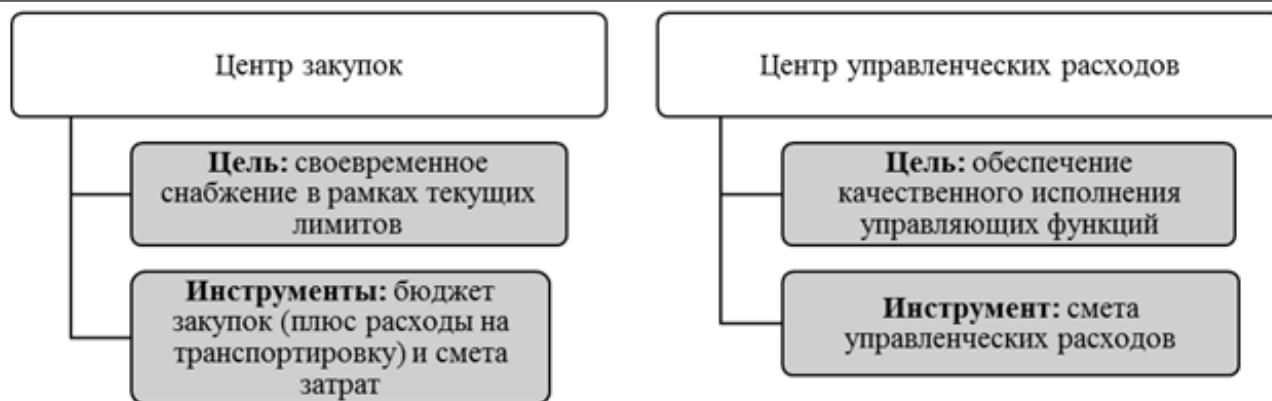 Центр закупок
Цель: своевременное
снабжение в рамках текущих
лимитов
Инструменты: бюджет
закупок (плюс расходы на
транспортировку) и смета
затрат
Центр управленческих расходов
Цель: обеспечение
качественного исполнения
управляющих функций
Инструмент: смета
управленческих расходов